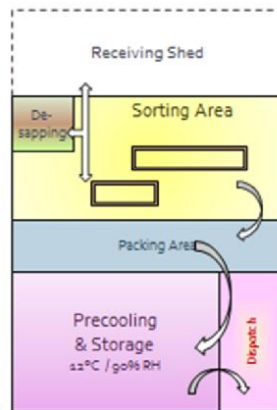 Receiving Shed
De-
sapping
Sorting Area
Packing Area
Precooling
& Storage
12°C / 90% RH
Dispatch